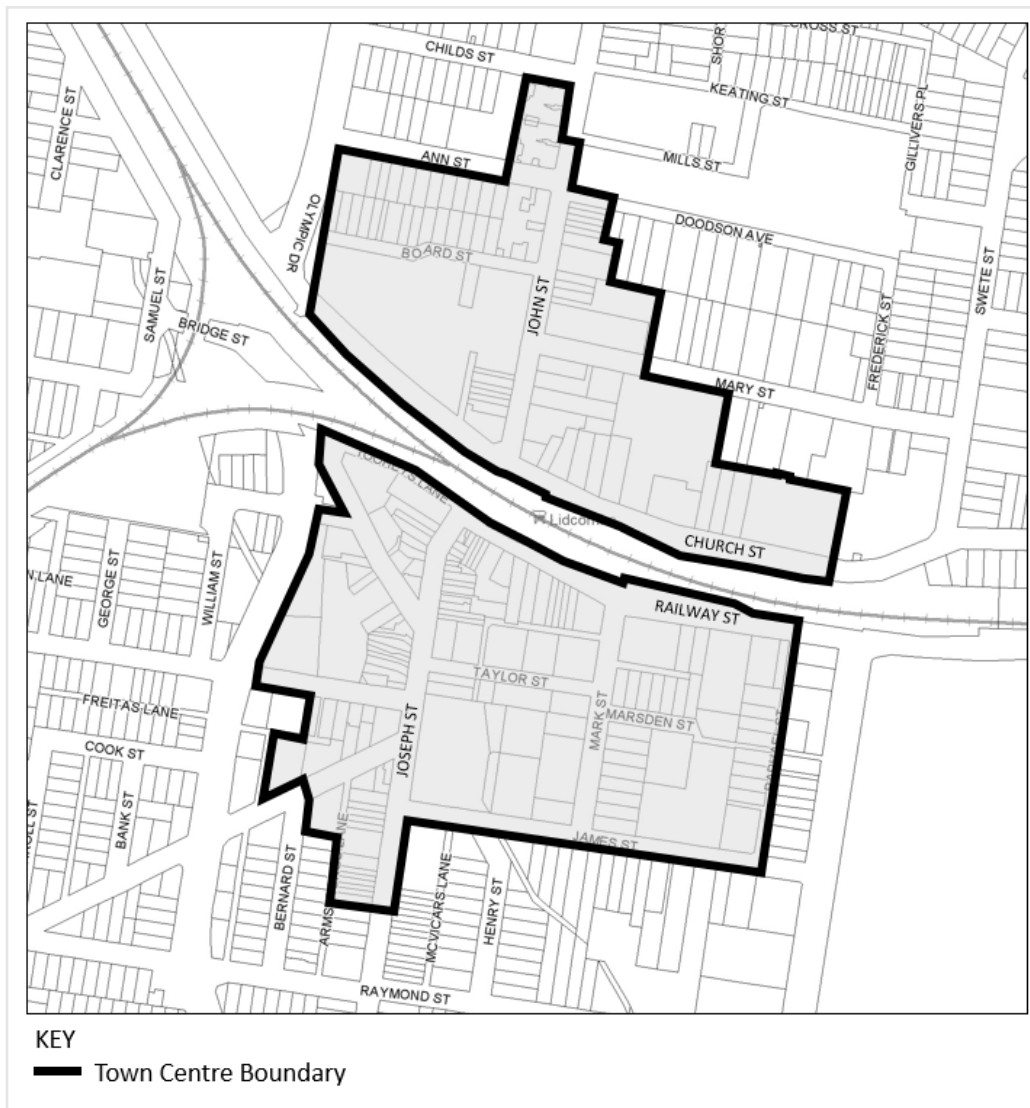 CHILDS ST
CLARENCE ST
KEATING ST
GILLIVERS PL
ANN ST
MILLS ST
OLYMPIC DR
DOODSON AVE
BOARD ST
SWETE ST
SAMUEL ST
JOHN ST
BRIDGE ST
FREDERICK ST
MARY ST
CHURCH ST
GEORGE ST
WILLIAM ST
LANE
RAILWAY ST
TAYLOR ST
FREITAS LANE
MARK ST
MARSDEN ST
COOK ST
JOSEPH ST
BANK ST
JAMES ST
BERNARD ST
MCVICARS LANE
HENRY ST
RAYMOND ST
KEY
Town Centre Boundary